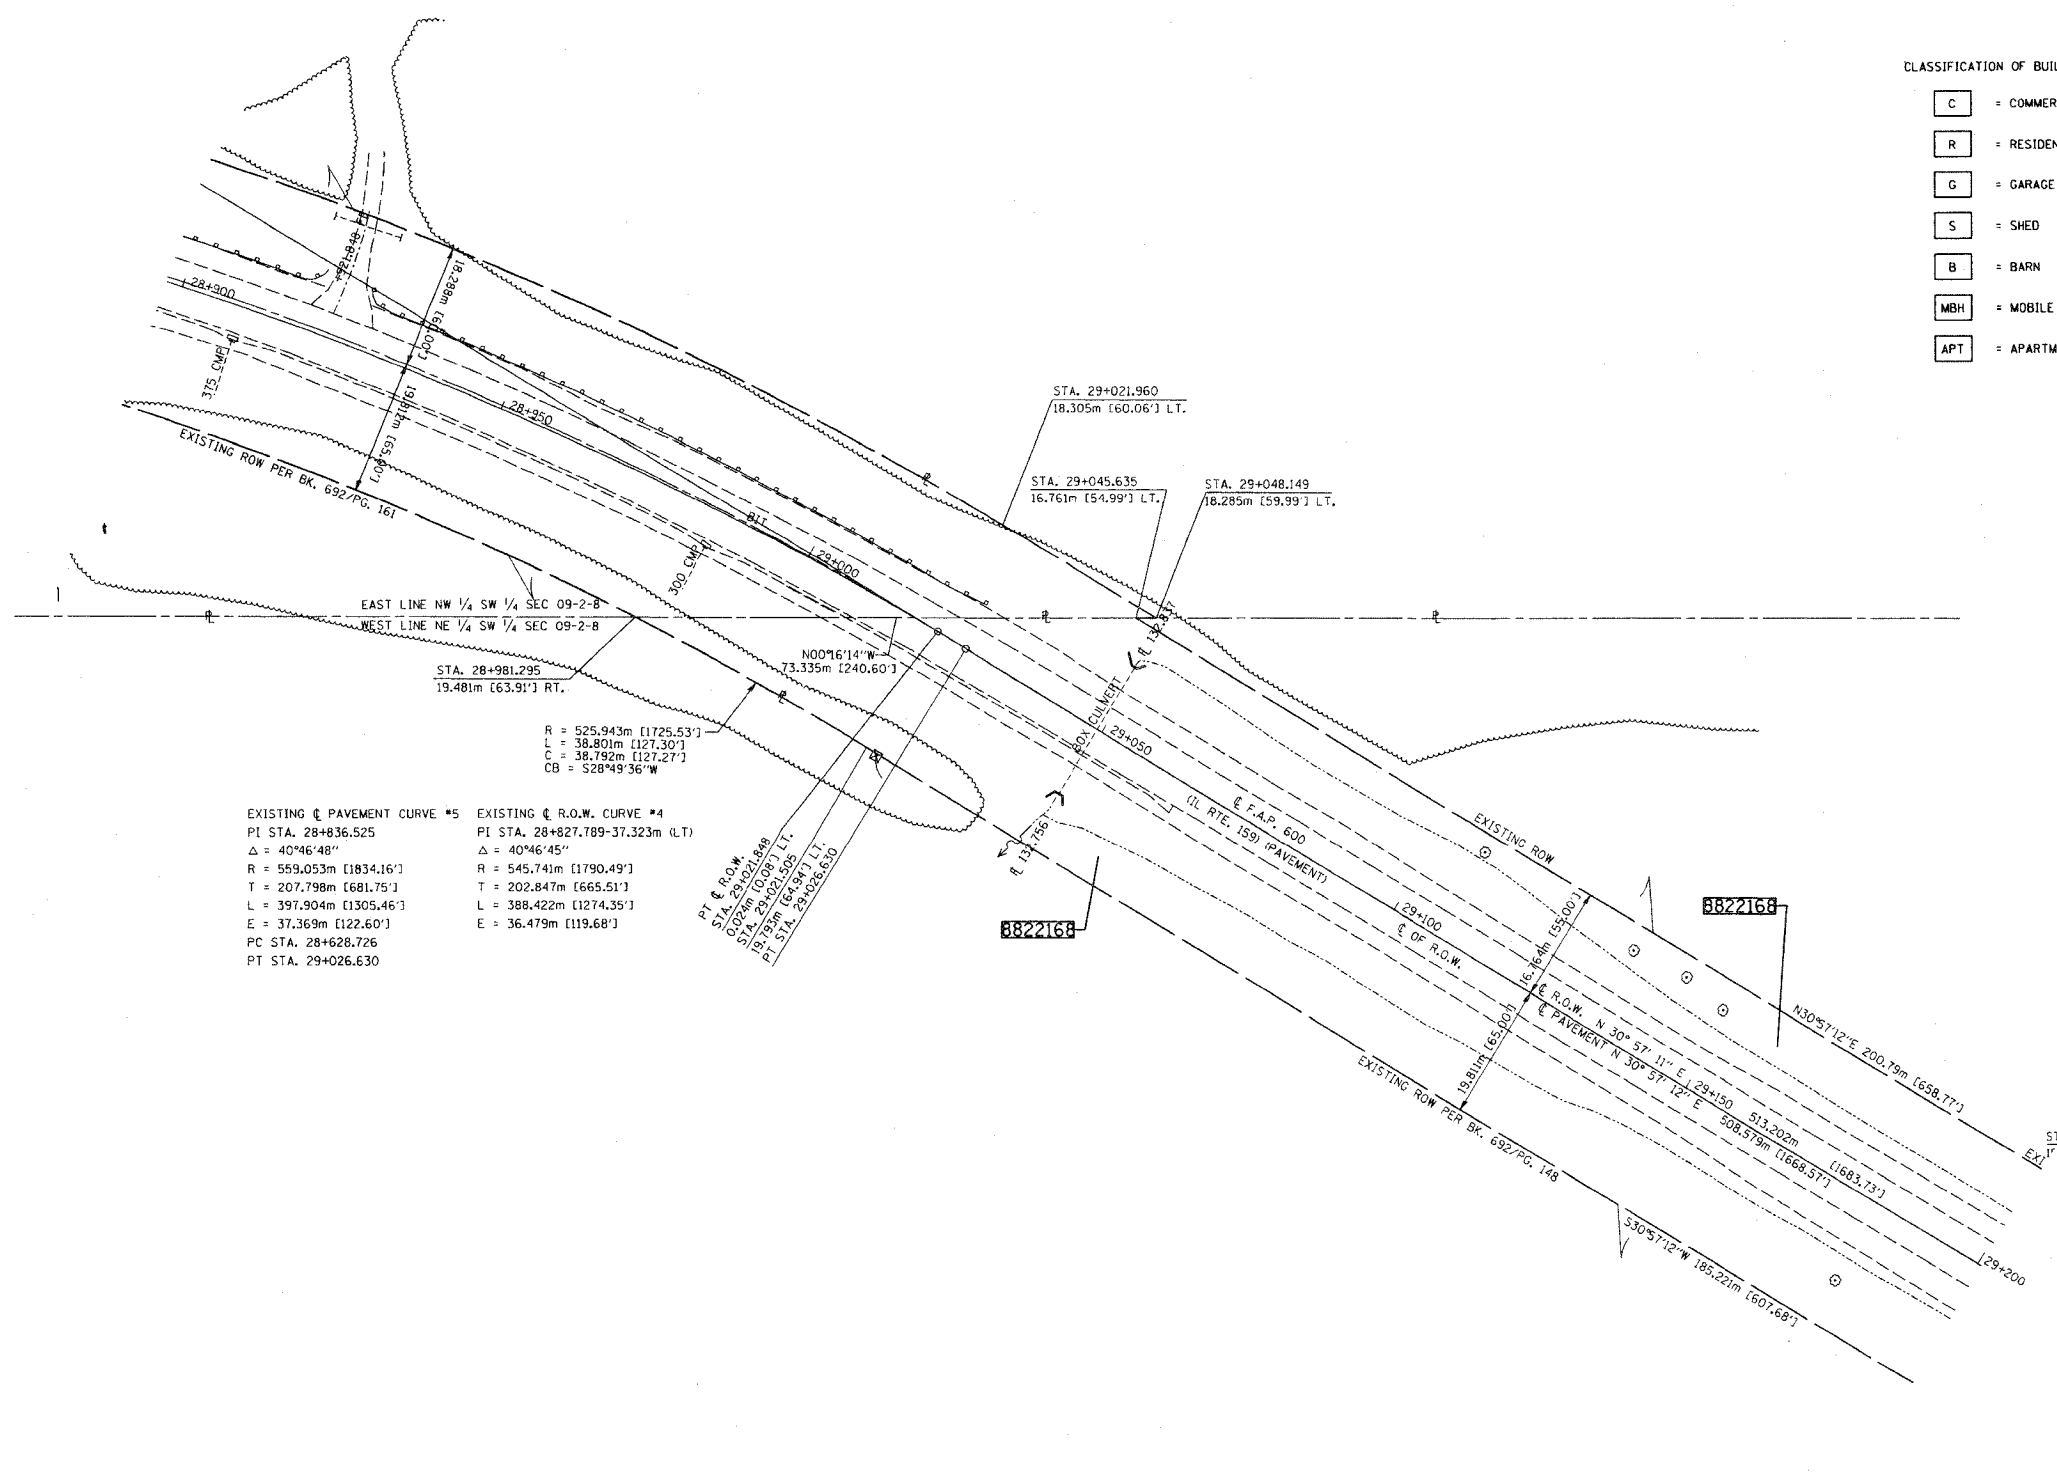 CLASSIFICATION OF BUIL
C = COMMER
R = RESIDEN
G = GARAGE
S = SHED
B = BARN
MBH = MOBILE
APT = APARTM
+921.848
28+900
18.288m [60.00']
19.812m [65.00']
375 CMP
28+950
EXISTING ROW PER BK. 692/PG. 161
STA. 29+021.960
18.305m [60.06'] LT.
STA. 29+045.635
16.761m [54.99'] LT.
STA. 29+048.149
18.285m [59.99'] LT.
BIT
29+000
300 CMP
EAST LINE NW 1/4 SW 1/4 SEC 09-2-8
WEST LINE NE 1/4 SW 1/4 SEC 09-2-8
N00°16'14"W
73.335m [240.60']
STA. 28+981.295
19.481m [63.91'] RT.
FL 132.837
BOX CULVERT
FL 132.756
R = 525.943m [1725.53']
L = 38.801m [127.30']
C = 38.792m [127.27']
CB = S28°49'36"W
EXISTING ℄ PAVEMENT CURVE #5
PI STA. 28+836.525
△ = 40°46'48"
R = 559.053m [1834.16']
T = 207.798m [681.75']
L = 397.904m [1305.46']
E = 37.369m [122.60']
PC STA. 28+628.726
PT STA. 29+026.630
EXISTING ℄ R.O.W. CURVE #4
PI STA. 28+827.789-37.323m (LT)
△ = 40°46'45"
R = 545.741m [1790.49']
T = 202.847m [665.51']
L = 388.422m [1274.35']
E = 36.479m [119.68']
PT ℄ R.O.W.
STA. 29+021.848
0.024m [0.08'] LT.
STA. 29+021.505
19.793m [64.94'] LT.
PT STA. 29+026.630
29+050
℄ F.A.P. 600
(IL RTE. 159) (PAVEMENT)
EXISTING ROW
8822168
8822168
29+100
℄ OF R.O.W.
16.764m [55.00']
19.811m [65.00']
℄ R.O.W. N 30° 57' 11" E
℄ PAVEMENT N 30° 57' 12" E
29+150
513.202m [1683.73']
508.579m [1668.57']
N30°57'12"E 200.79m [658.77']
EXISTING ROW PER BK. 692/PG. 148
S30°57'12"W 185.221m [607.68']
29+200
EXI
ST